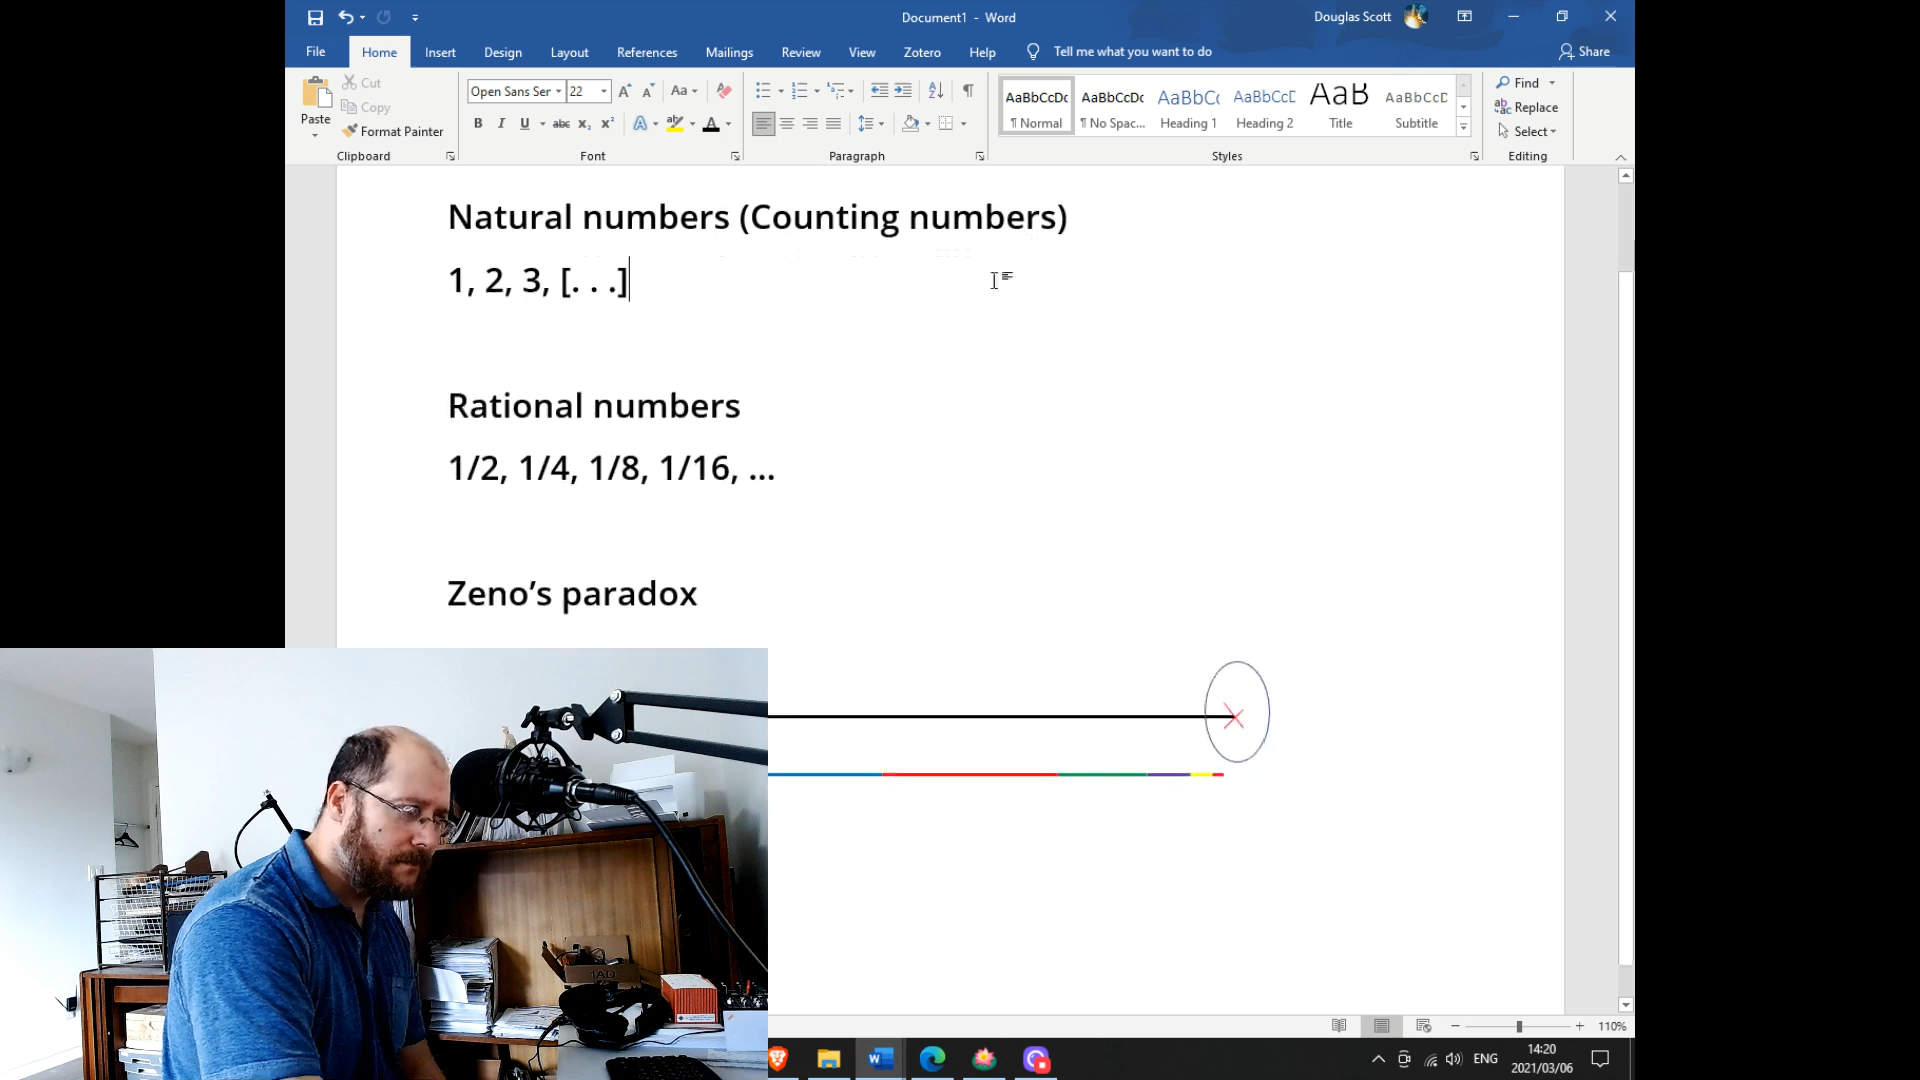 Document1 - Word
Douglas Scott
File Home Insert Design Layout References Mailings Review View Zotero Help Tell me what you want to do Share
Paste
Cut
Copy
Format Painter
Clipboard
Open Sans Ser 22
Font
Paragraph
AaBbCcDc AaBbCcDc AaBbC( AaBbCcD AaB AaBbCcD
¶ Normal ¶ No Spac... Heading 1 Heading 2 Title Subtitle
Styles
Find
Replace
Select
Editing
Natural numbers (Counting numbers)
1, 2, 3, [. . .]
Rational numbers
1/2, 1/4, 1/8, 1/16, ...
Zeno’s paradox
1AD
110%
ENG
14:20
2021/03/06